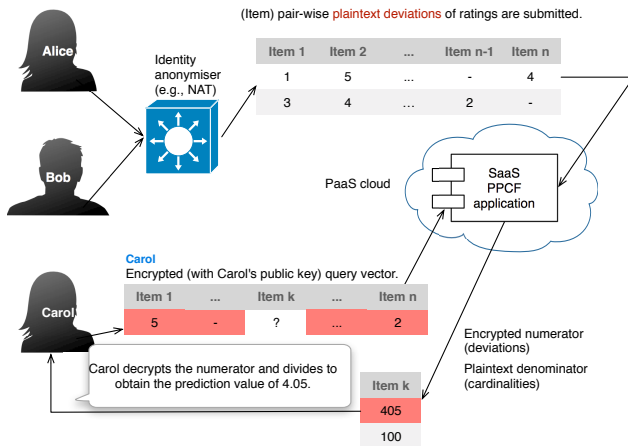 (Item) pair-wise plaintext deviations of ratings are submitted.
Alice
Identity
anonymiser
(e.g., NAT)
Item 1 Item 2 ... Item n-1 Item n
1 5 ... - 4
3 4 ... 2 -
Bob
PaaS cloud
SaaS
PPCF
application
Carol
Encrypted (with Carol's public key) query vector.
Item 1 ... Item k ... Item n
5 - ? ... 2
Carol
Encrypted numerator
(deviations)
Plaintext denominator
(cardinalities)
Carol decrypts the numerator and divides to
obtain the prediction value of 4.05.
Item k
405
100